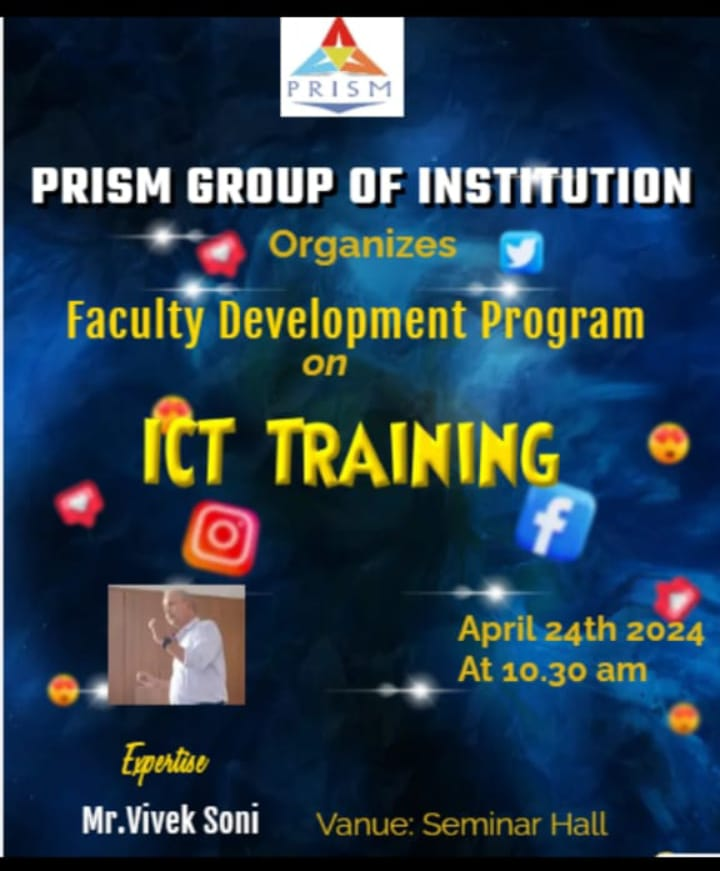 PRISM
PRISM GROUP OF INSTITUTION
Organizes
Faculty Development Program
on
ICT TRAINING
April 24th 2024
At 10.30 am
Expertise
Mr.Vivek Soni
Vanue: Seminar Hall